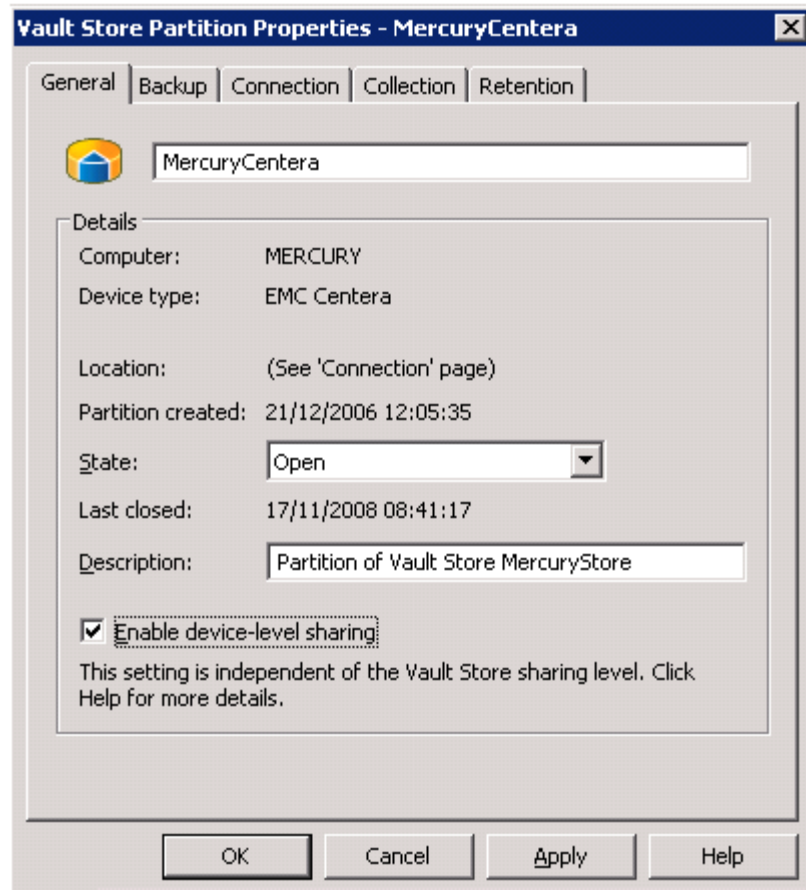 Vault Store Partition Properties - MercuryCentera
General Backup Connection Collection Retention
MercuryCentera
Details
Computer: MERCURY
Device type: EMC Centera
Location: (See 'Connection' page)
Partition created: 21/12/2006 12:05:35
State: Open
Last closed: 17/11/2008 08:41:17
Description: Partition of Vault Store MercuryStore
Enable device-level sharing
This setting is independent of the Vault Store sharing level. Click
Help for more details.
OK Cancel Apply Help